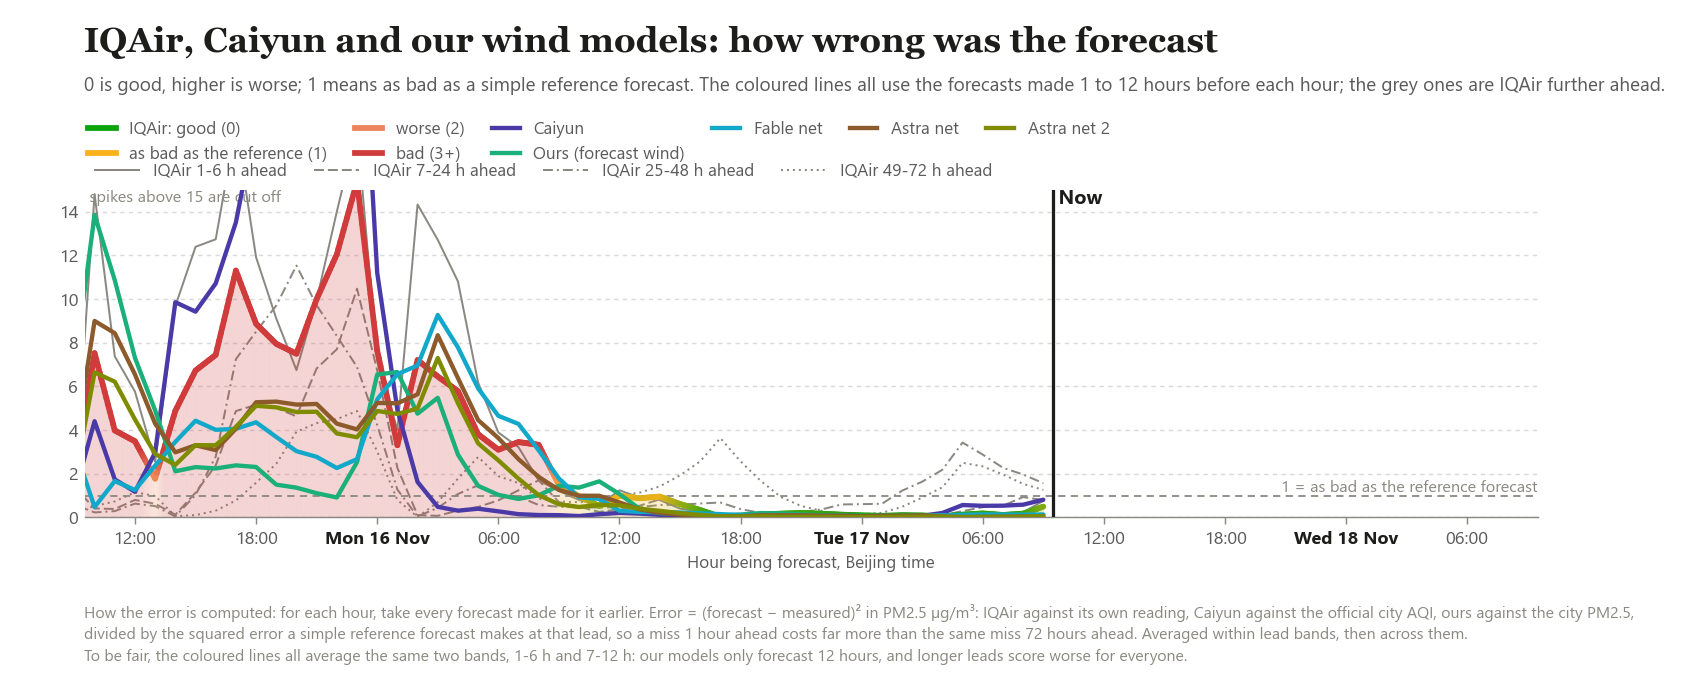 IQAir, Caiyun and our wind models: how wrong was the forecast
0 is good, higher is worse; 1 means as bad as a simple reference forecast. The coloured lines all use the forecasts made 1 to 12 hours before each hour; the grey ones are IQAir further ahead.
IQAir: good (0) worse (2) Caiyun Fable net Astra net Astra net 2
as bad as the reference (1) bad (3+) Ours (forecast wind)
IQAir 1-6 h ahead IQAir 7-24 h ahead IQAir 25-48 h ahead IQAir 49-72 h ahead
spikes above 15 are cut off
Now
14
12
10
8
6
4
2
0
1 = as bad as the reference forecast
12:00 18:00 Mon 16 Nov 06:00 12:00 18:00 Tue 17 Nov 06:00 12:00 18:00 Wed 18 Nov 06:00
Hour being forecast, Beijing time
How the error is computed: for each hour, take every forecast made for it earlier. Error = (forecast − measured)² in PM2.5 µg/m³: IQAir against its own reading, Caiyun against the official city AQI, ours against the city PM2.5,
divided by the squared error a simple reference forecast makes at that lead, so a miss 1 hour ahead costs far more than the same miss 72 hours ahead. Averaged within lead bands, then across them.
To be fair, the coloured lines all average the same two bands, 1-6 h and 7-12 h: our models only forecast 12 hours, and longer leads score worse for everyone.